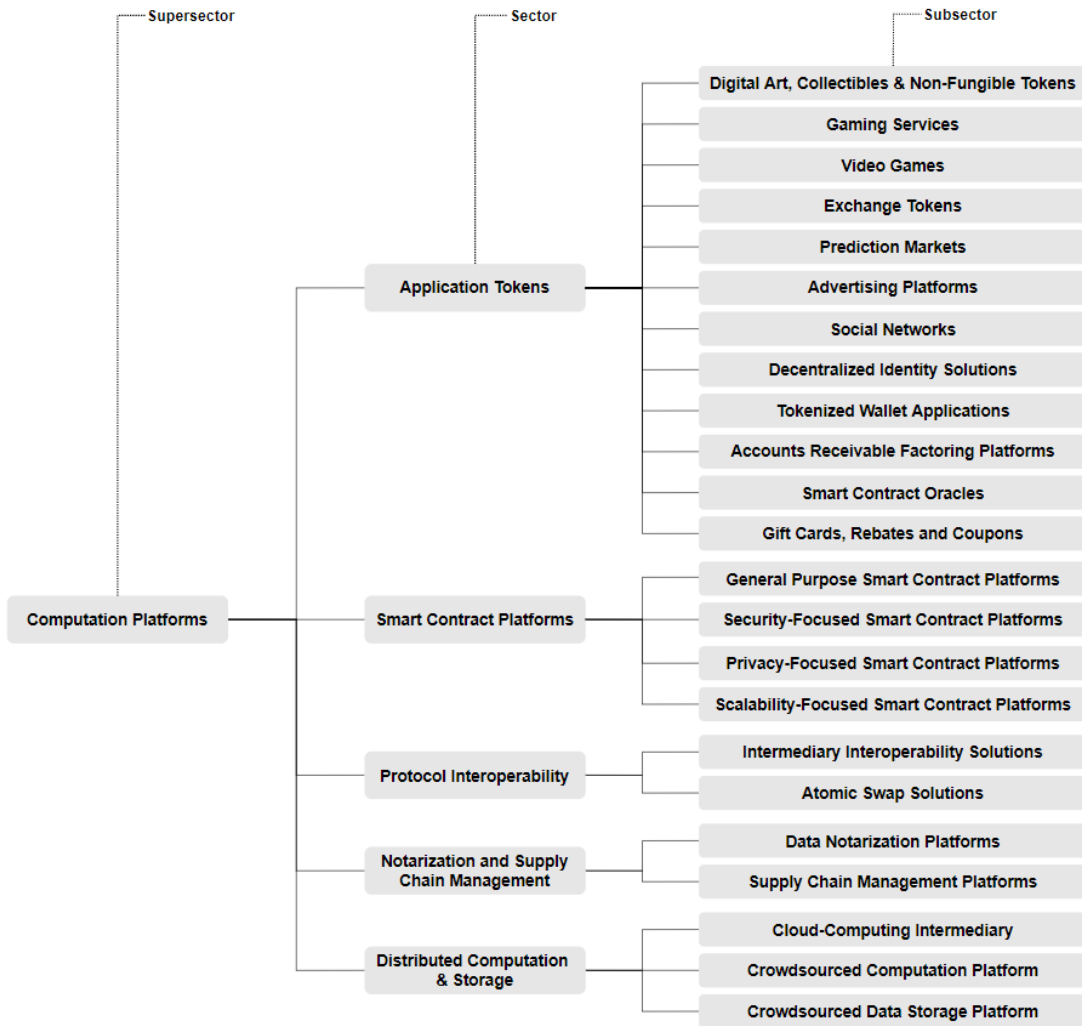 Supersector
Sector
Subsector
Digital Art, Collectibles & Non-Fungible Tokens
Gaming Services
Video Games
Exchange Tokens
Prediction Markets
Application Tokens
Advertising Platforms
Social Networks
Decentralized Identity Solutions
Tokenized Wallet Applications
Accounts Receivable Factoring Platforms
Smart Contract Oracles
Gift Cards, Rebates and Coupons
General Purpose Smart Contract Platforms
Computation Platforms
Smart Contract Platforms
Security-Focused Smart Contract Platforms
Privacy-Focused Smart Contract Platforms
Scalability-Focused Smart Contract Platforms
Intermediary Interoperability Solutions
Protocol Interoperability
Atomic Swap Solutions
Data Notarization Platforms
Notarization and Supply
Chain Management
Supply Chain Management Platforms
Cloud-Computing Intermediary
Distributed Computation
& Storage
Crowdsourced Computation Platform
Crowdsourced Data Storage Platform